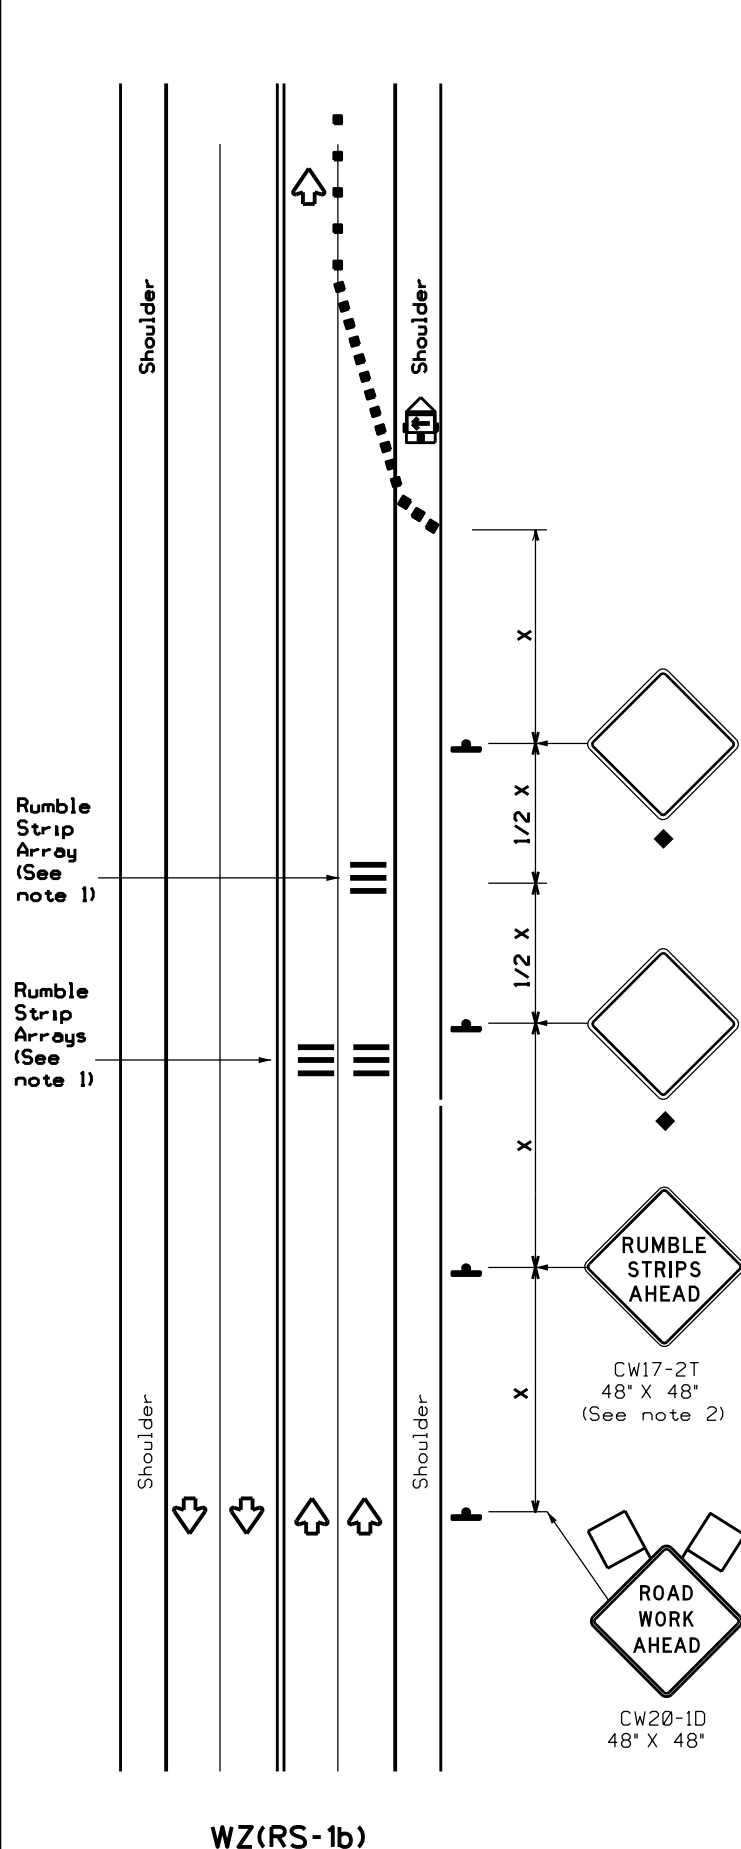 Shoulder
Shoulder
X
1/2 X
Rumble
Strip
Array
(See
note 1)
1/2 X
Rumble
Strip
Arrays
(See
note 1)
X
RUMBLE
STRIPS
AHEAD
CW17-2T
48" X 48"
(See note 2)
X
Shoulder
Shoulder
ROAD
WORK
AHEAD
CW20-1D
48" X 48"
WZ(RS-1b)